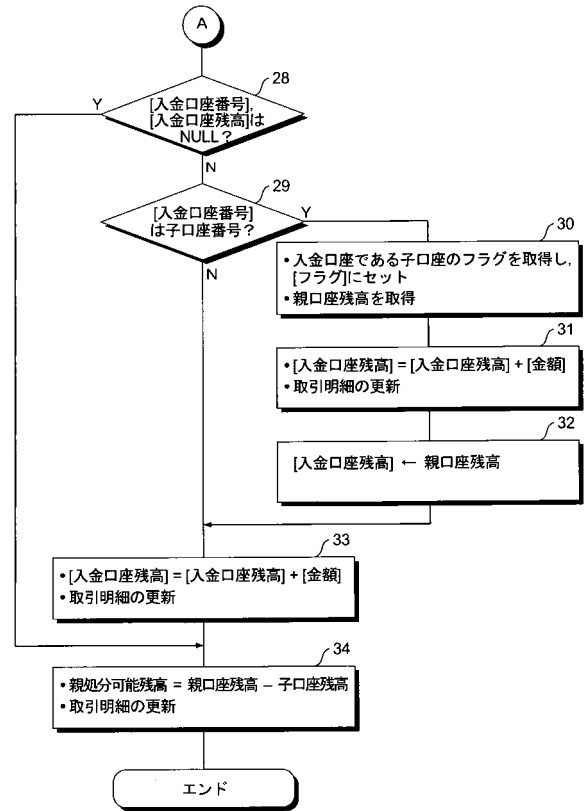 A
28
Y
[入金口座番号],
[入金口座残高]は
NULL?
N
29
[入金口座番号]
は子口座番号?
Y
N
30
• 入金口座である子口座のフラグを取得し,
[フラグ]にセット
• 親口座残高を取得
31
• [入金口座残高] = [入金口座残高] + [金額]
• 取引明細の更新
32
[入金口座残高] ← 親口座残高
33
• [入金口座残高] = [入金口座残高] + [金額]
• 取引明細の更新
34
• 親処分可能残高 = 親口座残高 − 子口座残高
• 取引明細の更新
エンド